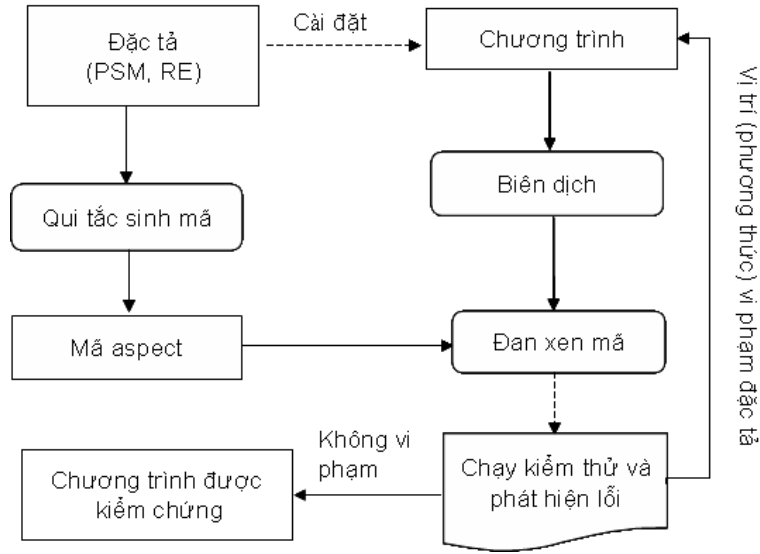 Đặc tả
(PSM, RE)
Cài đặt
Chương trình
Qui tắc sinh mã
Biên dịch
Mã aspect
Đan xen mã
Không vi
phạm
Chương trình được
kiểm chứng
Chạy kiểm thử và
phát hiện lỗi
Vị trí (phương thức) vi phạm đặc tả